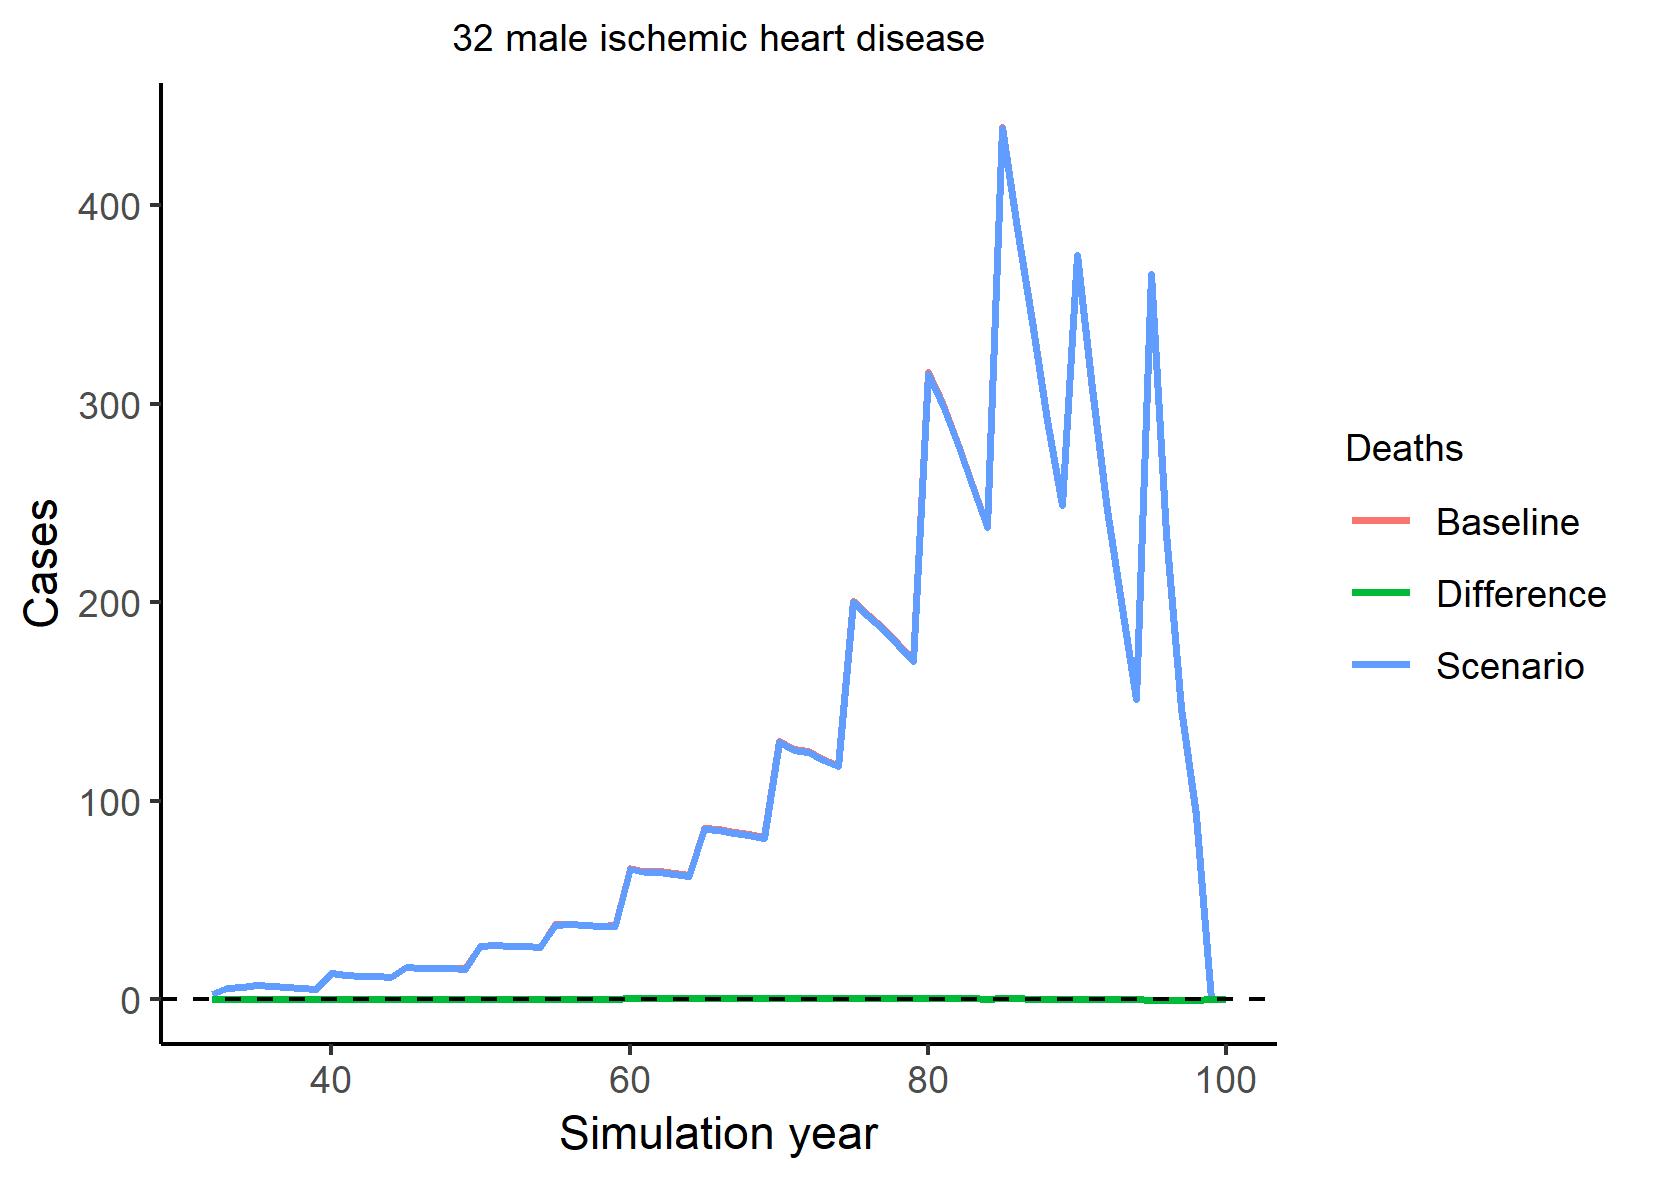 32 male ischemic heart disease
Cases
400
300
200
100
0
40 60 80 100
Simulation year
Deaths
Baseline
Difference
Scenario